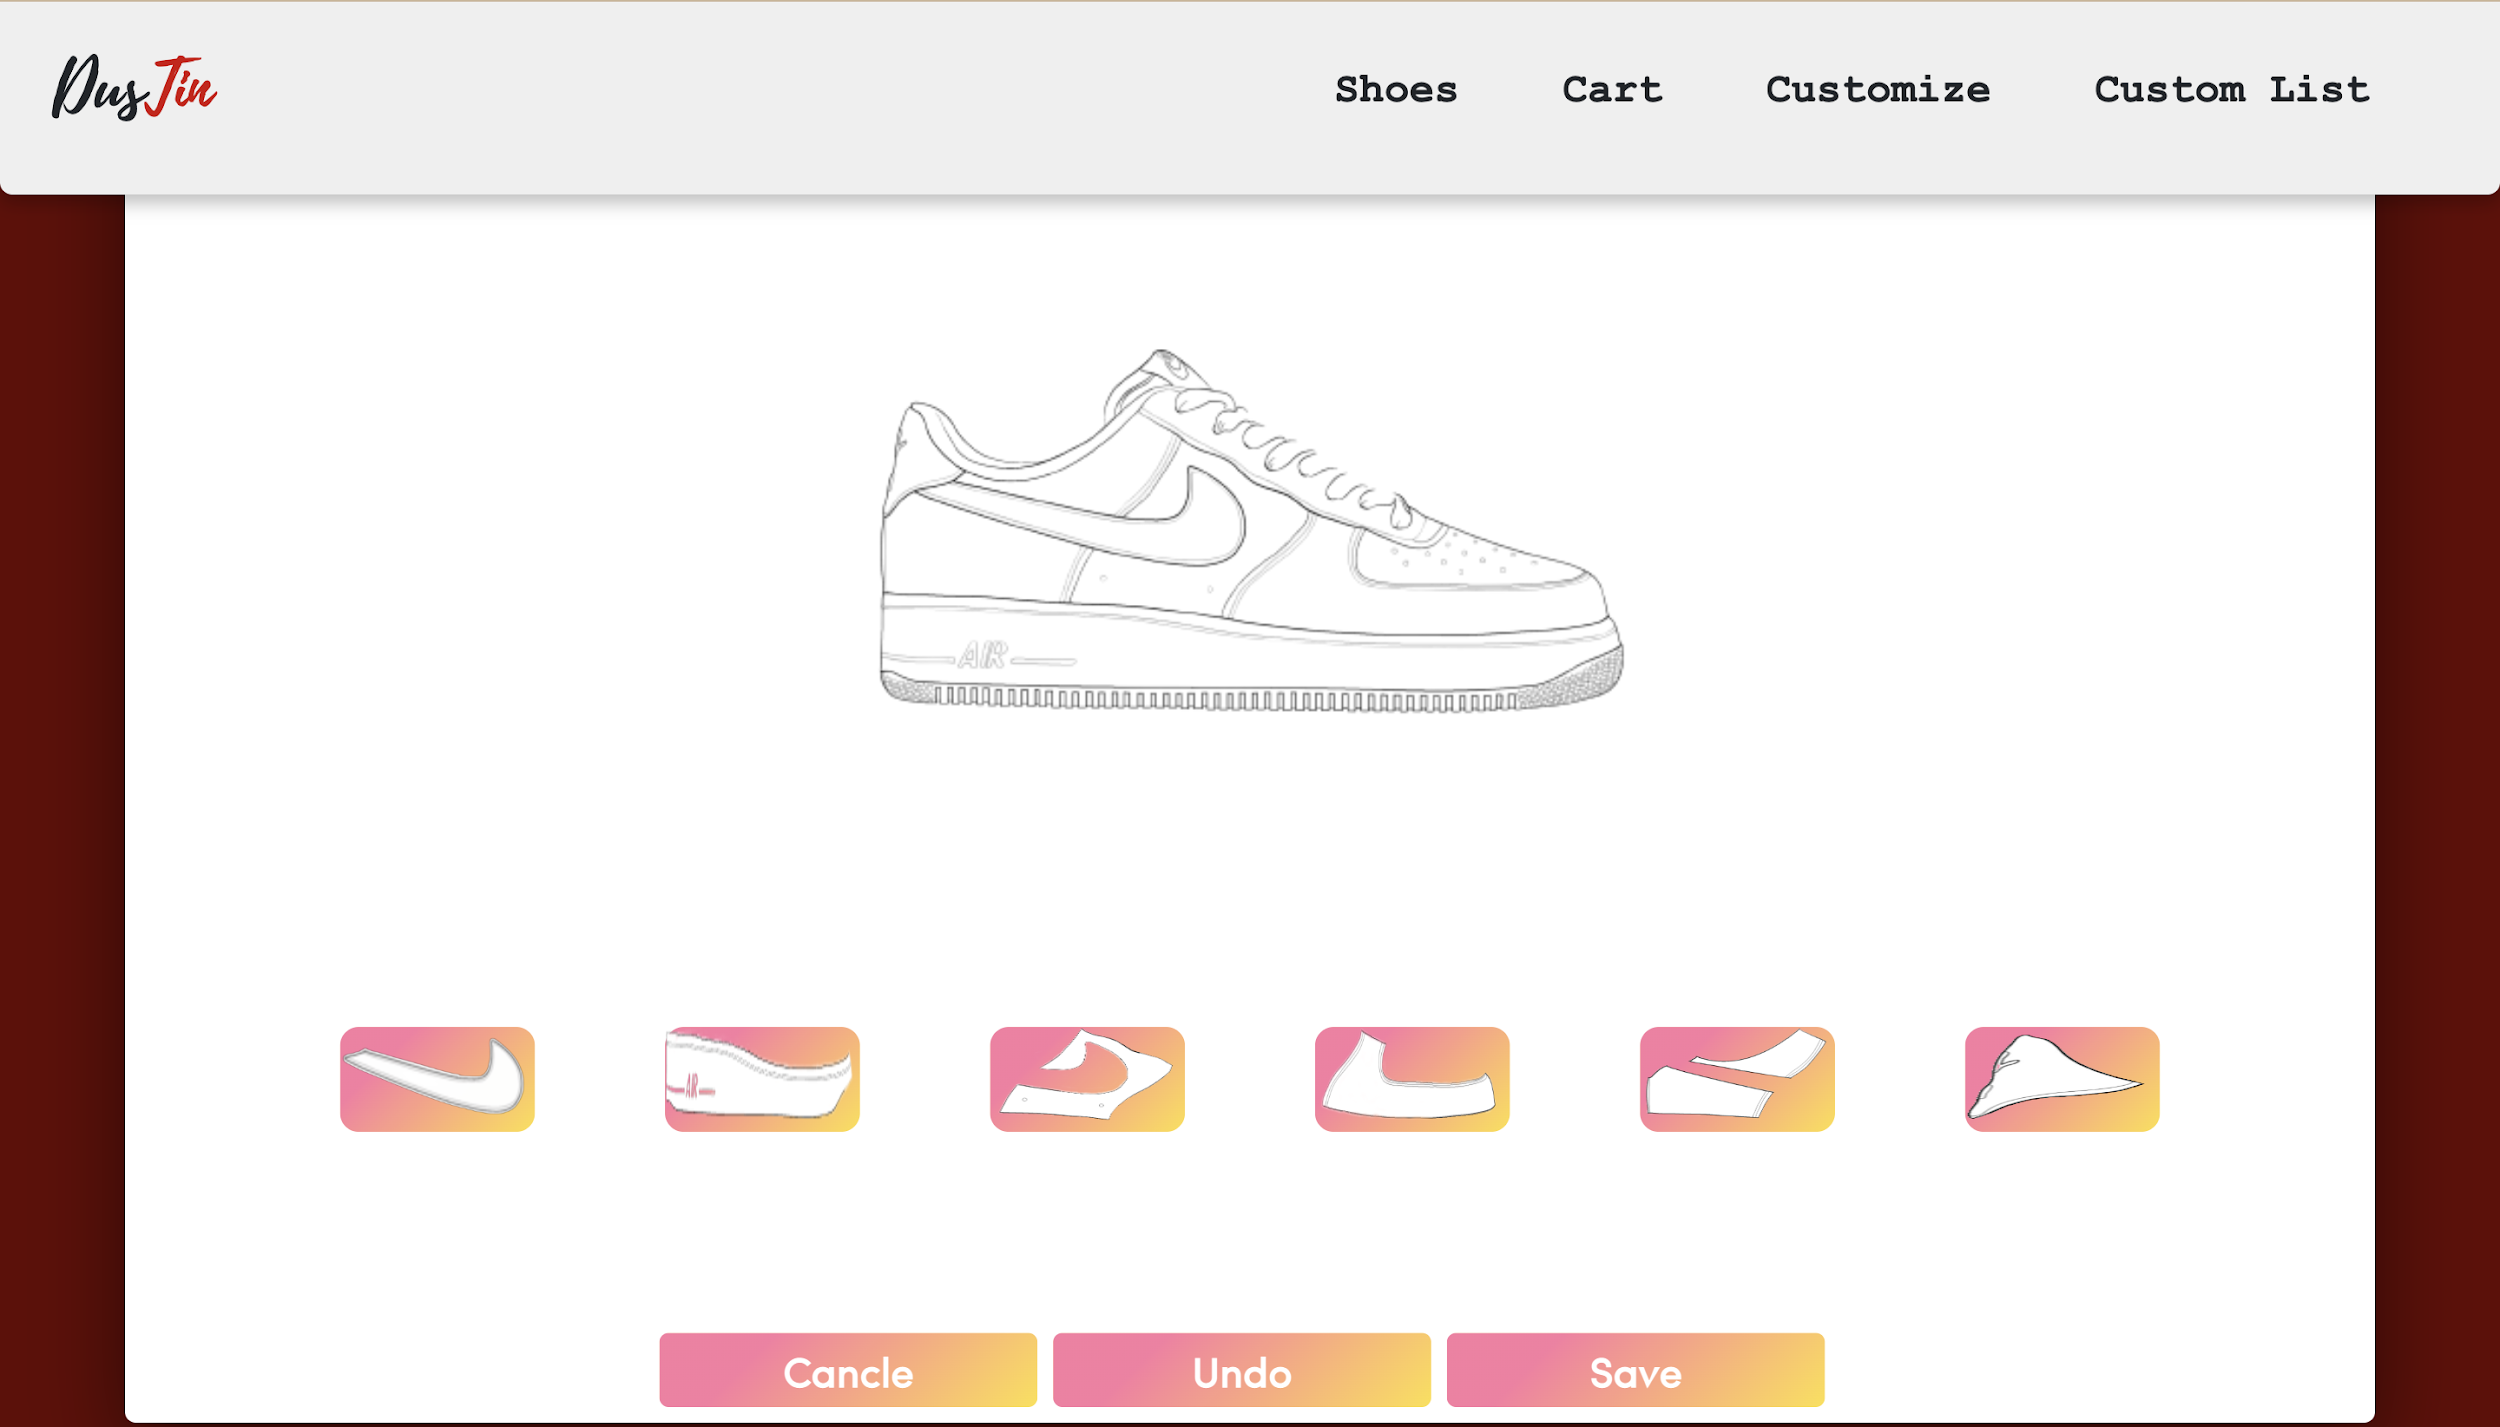 DusTin
Shoes Cart Customize Custom List
AIR
AIR
Cancle Undo Save